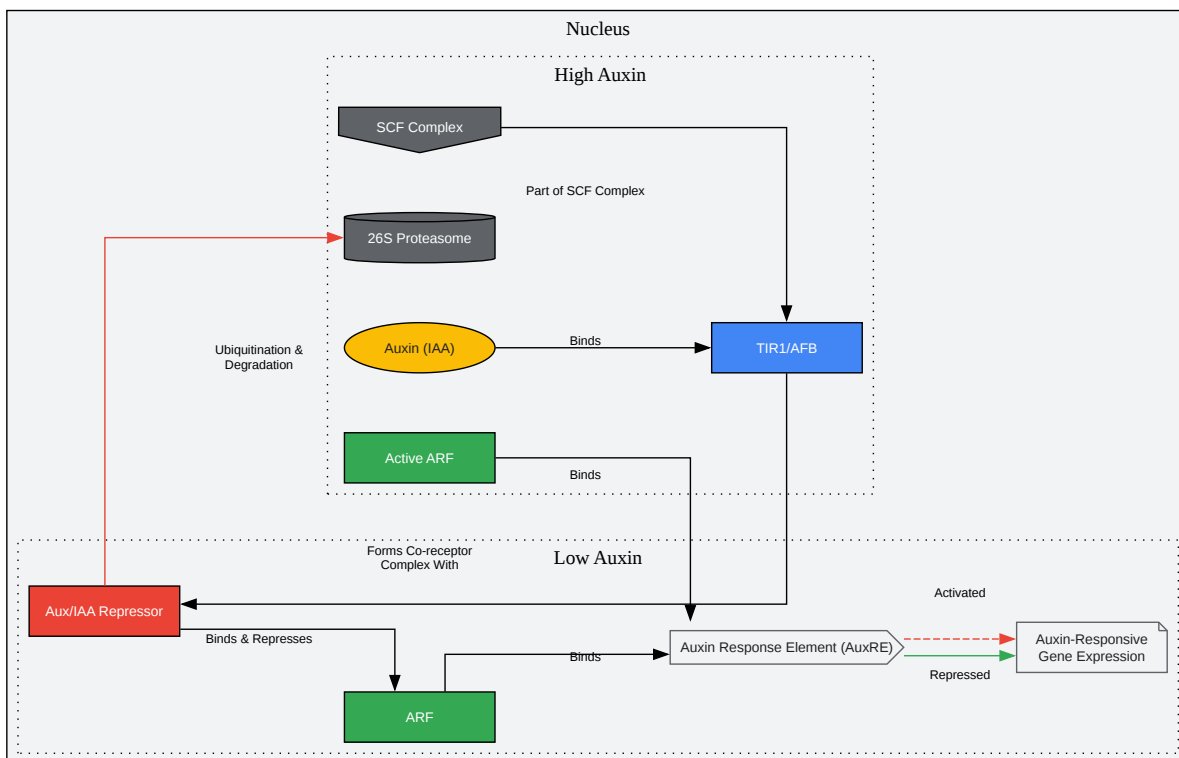 Nucleus
High Auxin
SCF Complex
Part of SCF Complex
26S Proteasome
Ubiquitination &
Degradation
Auxin (IAA)
Binds
TIR1/AFB
Active ARF
Binds
Forms Co-receptor
Complex With
Low Auxin
Aux/IAA Repressor
Binds & Represses
Activated
Auxin Response Element (AuxRE)
Binds
Auxin-Responsive
Gene Expression
Repressed
ARF